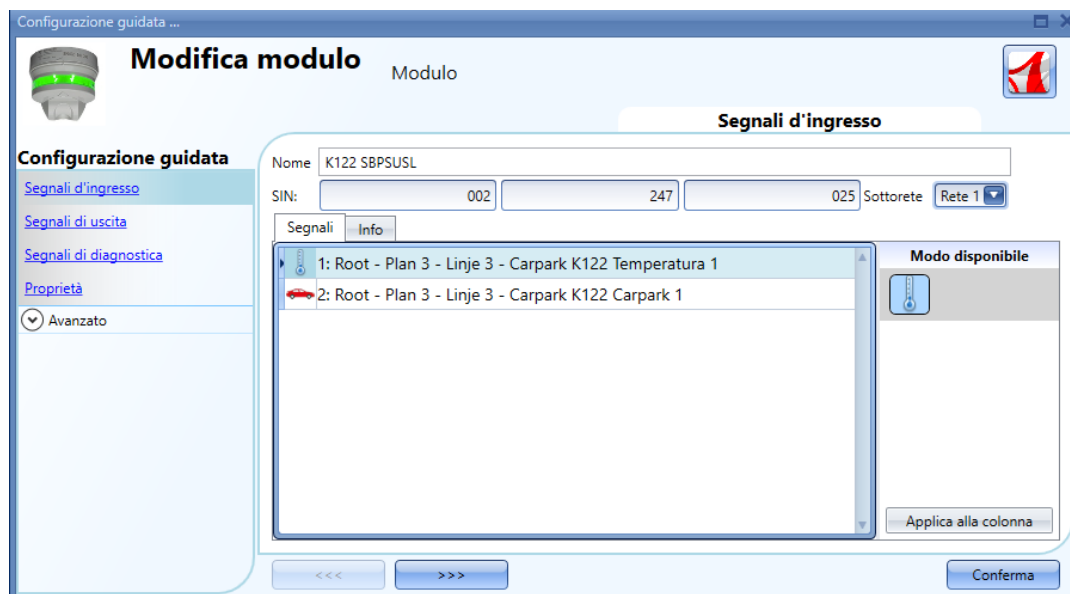 Configurazione guidata ...
Modifica modulo
Modulo
Segnali d'ingresso
Configurazione guidata
Segnali d'ingresso
Segnali di uscita
Segnali di diagnostica
Proprietà
Avanzato
Nome K122 SBPSUSL
SIN: 002 247 025 Sottorete Rete 1
Segnali Info
1: Root - Plan 3 - Linje 3 - Carpark K122 Temperatura 1
2: Root - Plan 3 - Linje 3 - Carpark K122 Carpark 1
Modo disponibile
Applica alla colonna
<<< >>> Conferma